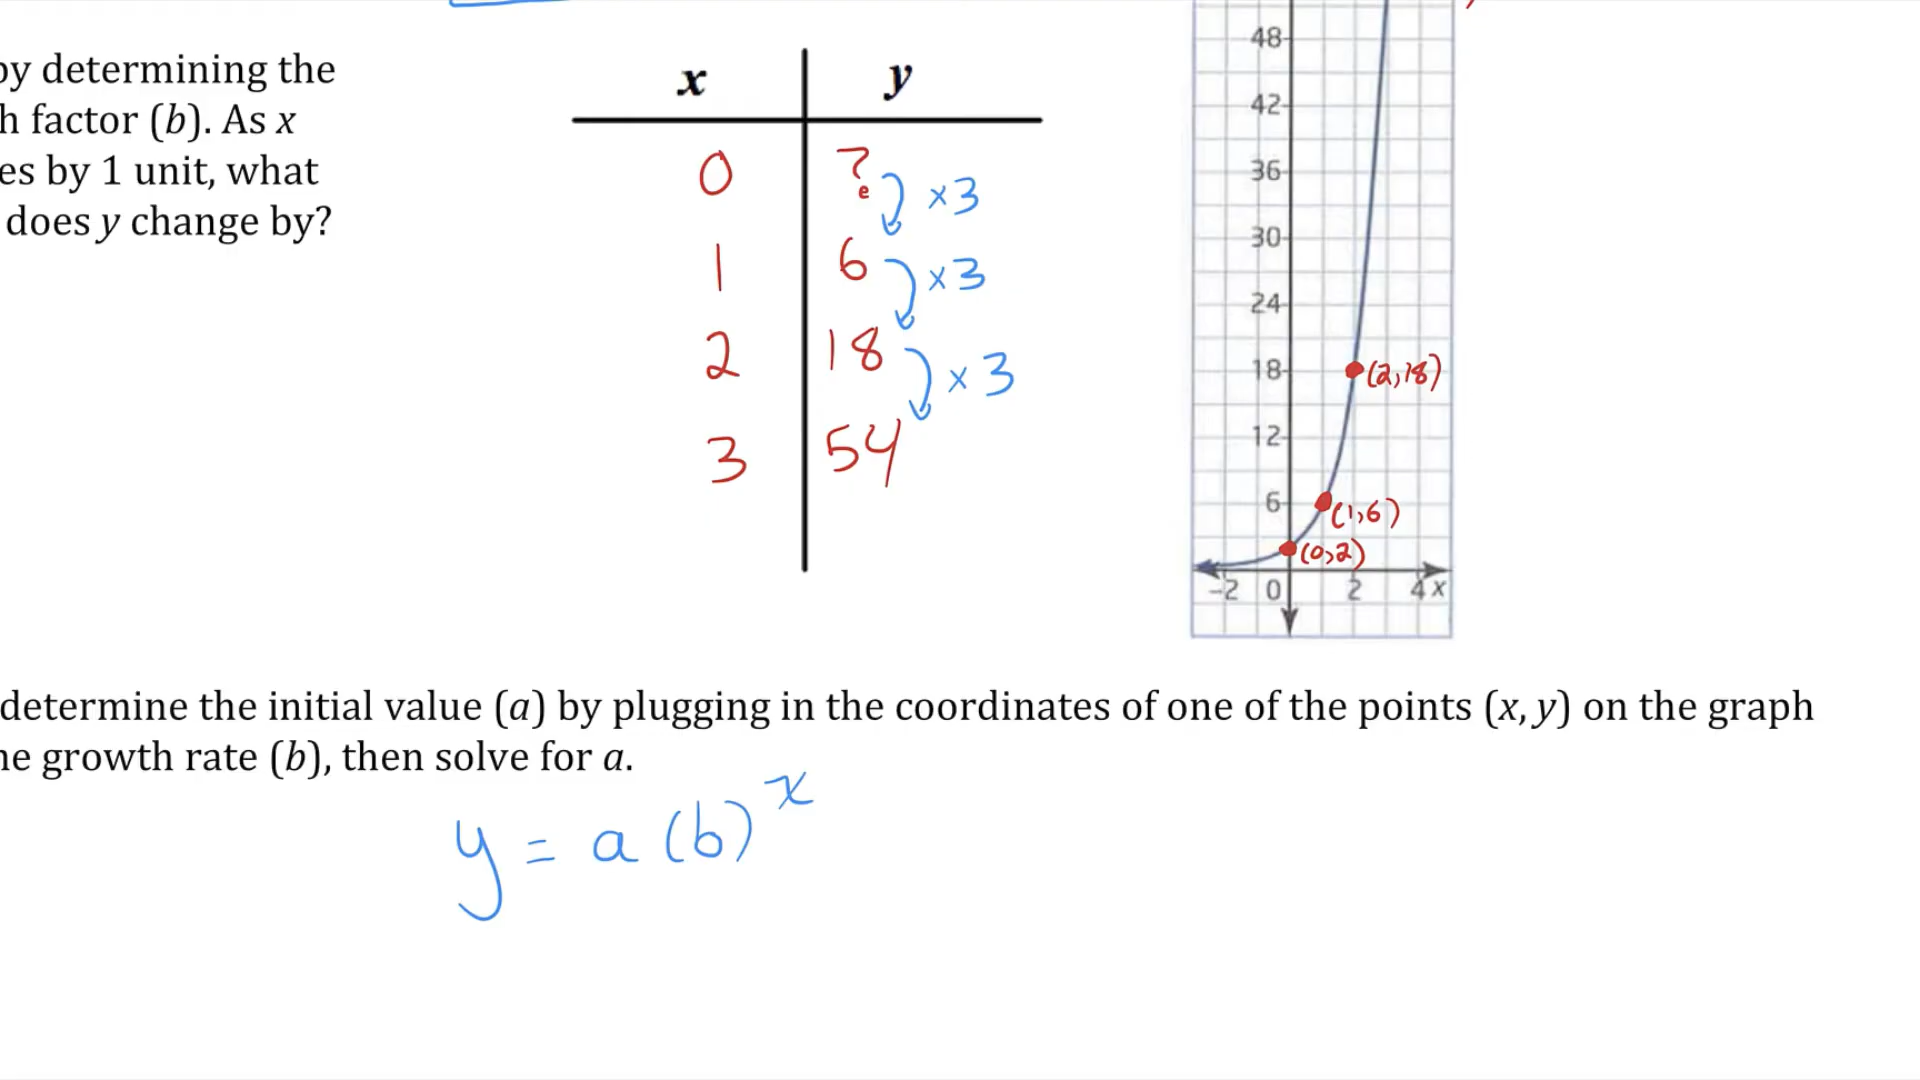 by determining the
h factor (b). As x
es by 1 unit, what
does y change by?
x y
0 ? ×3
1 6 ×3
2 18 ×3
3 54
48
42
36
30
24
18 (2,18)
12
6 (1,6)
(0,2)
-2 0 2 4 x
determine the initial value (a) by plugging in the coordinates of one of the points (x, y) on the graph
he growth rate (b), then solve for a.
y = a (b)^x